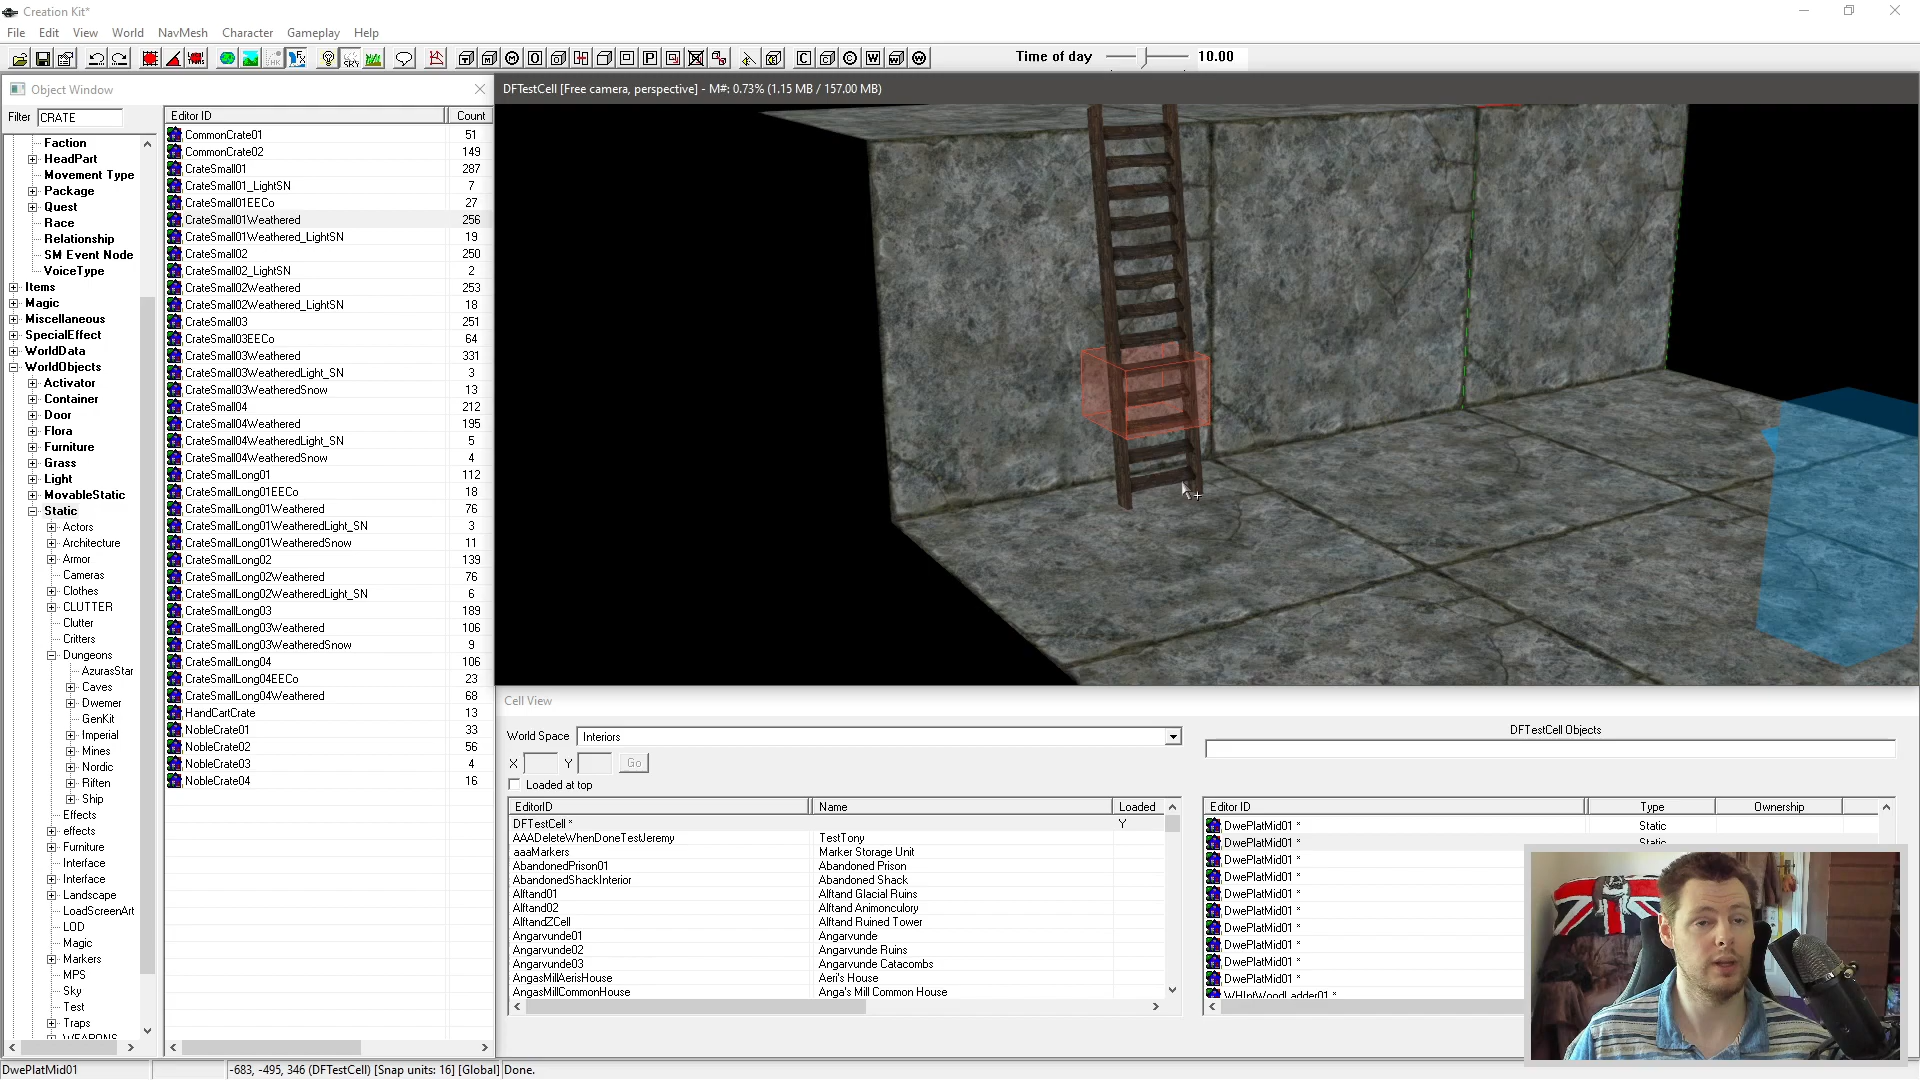 Creation Kit*
File Edit View World NavMesh Character Gameplay Help
Time of day 10.00
Object Window
Filter CRATE
Faction
HeadPart
Movement Type
Package
Quest
Race
Relationship
SM Event Node
VoiceType
Items
Magic
Miscellaneous
SpecialEffect
WorldData
WorldObjects
Activator
Container
Door
Flora
Furniture
Grass
Light
MovableStatic
Static
Actors
Architecture
Armor
Cameras
Clothes
CLUTTER
Clutter
Critters
Dungeons
AzurasStar
Caves
Dwemer
GenKit
Imperial
Mines
Nordic
Riften
Ship
Effects
effects
Furniture
Interface
Interface
Landscape
LoadScreenArt
LOD
Magic
Markers
MPS
Sky
Test
Traps
WEAPONS
Editor ID Count
CommonCrate01 51
CommonCrate02 149
CrateSmall01 287
CrateSmall01_LightSN 7
CrateSmall01EECo 27
CrateSmall01Weathered 256
CrateSmall01Weathered_LightSN 19
CrateSmall02 250
CrateSmall02_LightSN 2
CrateSmall02Weathered 253
CrateSmall02Weathered_LightSN 18
CrateSmall03 251
CrateSmall03EECo 64
CrateSmall03Weathered 331
CrateSmall03WeatheredLight_SN 3
CrateSmall03WeatheredSnow 13
CrateSmall04 212
CrateSmall04Weathered 195
CrateSmall04WeatheredLight_SN 5
CrateSmall04WeatheredSnow 4
CrateSmallLong01 112
CrateSmallLong01EECo 18
CrateSmallLong01Weathered 76
CrateSmallLong01WeatheredLight_SN 3
CrateSmallLong01WeatheredSnow 11
CrateSmallLong02 139
CrateSmallLong02Weathered 76
CrateSmallLong02WeatheredLight_SN 6
CrateSmallLong03 189
CrateSmallLong03Weathered 106
CrateSmallLong03WeatheredSnow 9
CrateSmallLong04 106
CrateSmallLong04EECo 23
CrateSmallLong04Weathered 68
HandCartCrate 13
NobleCrate01 33
NobleCrate02 56
NobleCrate03 4
NobleCrate04 16
DFTestCell [Free camera, perspective] - M#: 0.73% (1.15 MB / 157.00 MB)
Cell View
World Space Interiors
X Y Go
Loaded at top
EditorID Name Loaded
DFTestCell * Y
AAADeleteWhenDoneTestJeremy TestTony
aaaMarkers Marker Storage Unit
AbandonedPrison01 Abandoned Prison
AbandonedShackInterior Abandoned Shack
Alftand01 Alftand Glacial Ruins
Alftand02 Alftand Animonculory
AlftandZCell Alftand Ruined Tower
Angarvunde01 Angarvunde
Angarvunde02 Angarvunde Ruins
Angarvunde03 Angarvunde Catacombs
AngasMillAerisHouse Aeri's House
AngasMillCommonHouse Anga's Mill Common House
DFTestCell Objects
Editor ID Type Ownership
DwePlatMid01 * Static
DwePlatMid01 * Static
DwePlatMid01 *
DwePlatMid01 *
DwePlatMid01 *
DwePlatMid01 *
DwePlatMid01 *
DwePlatMid01 *
DwePlatMid01 *
DwePlatMid01 *
WHIntWoodLadder01 *
DwePlatMid01 -683, -495, 346 (DFTestCell) [Snap units: 16] [Global] Done.